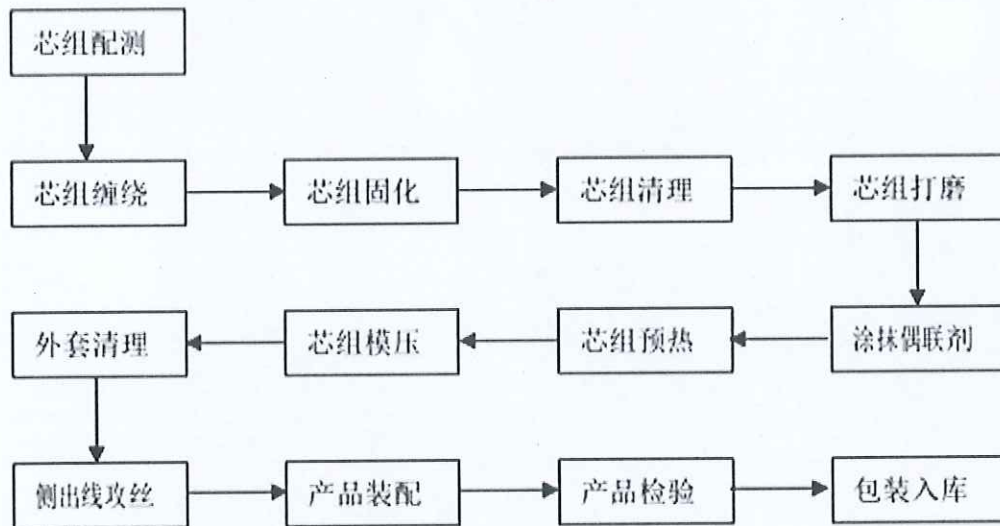 芯组配测
芯组缠绕
芯组固化
芯组清理
芯组打磨
涂抹偶联剂
芯组预热
芯组模压
外套清理
侧出线攻丝
产品装配
产品检验
包装入库